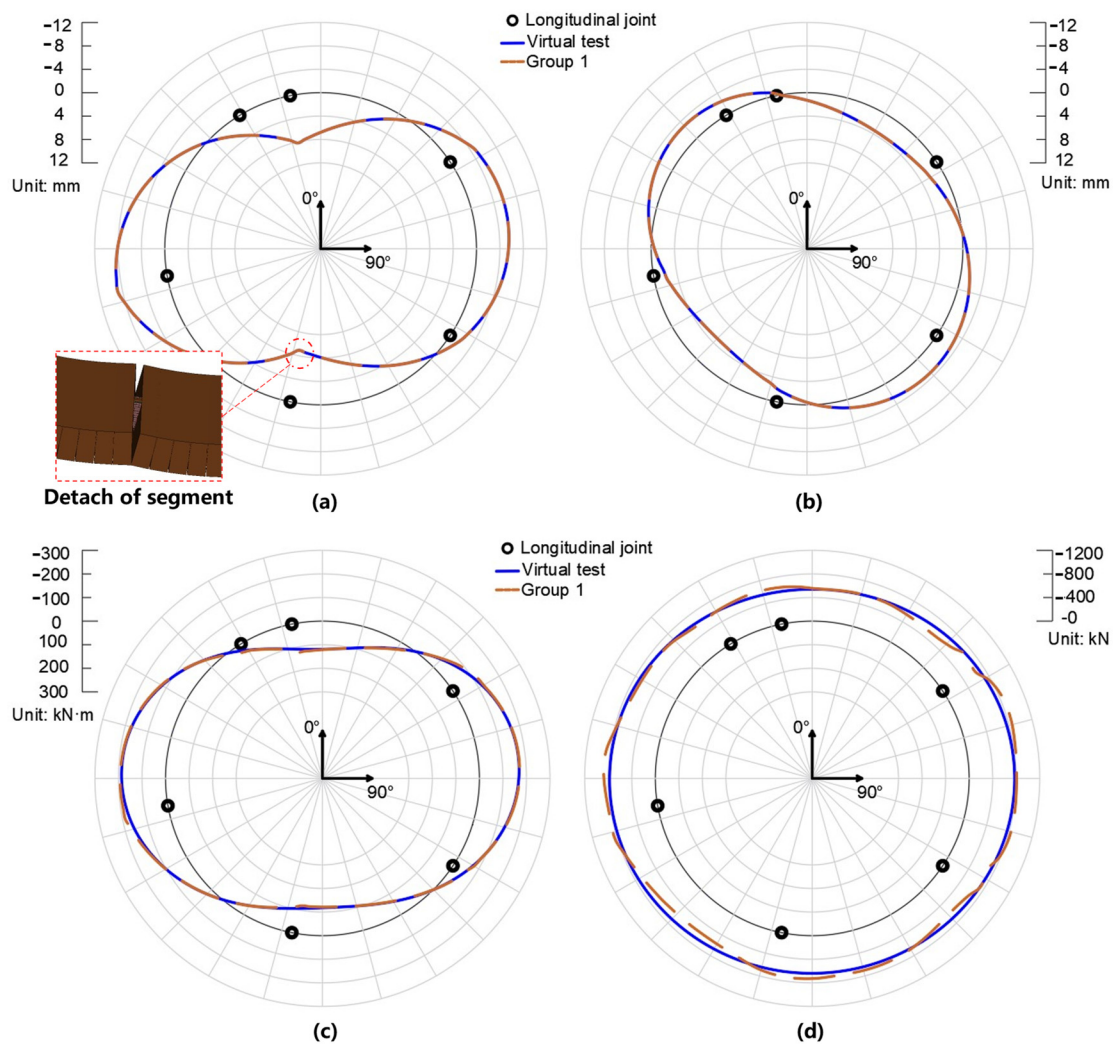 -12
-8
-4
0
4
8
12
Unit: mm
Longitudinal joint
Virtual test
Group 1
-12
-8
-4
0
4
8
12
Unit: mm
0°
90°
0°
90°
Detach of segment
(a)
(b)
-300
-200
-100
0
100
200
300
Unit: kN·m
Longitudinal joint
Virtual test
Group 1
-1200
-800
-400
-0
Unit: kN
0°
90°
0°
90°
(c)
(d)